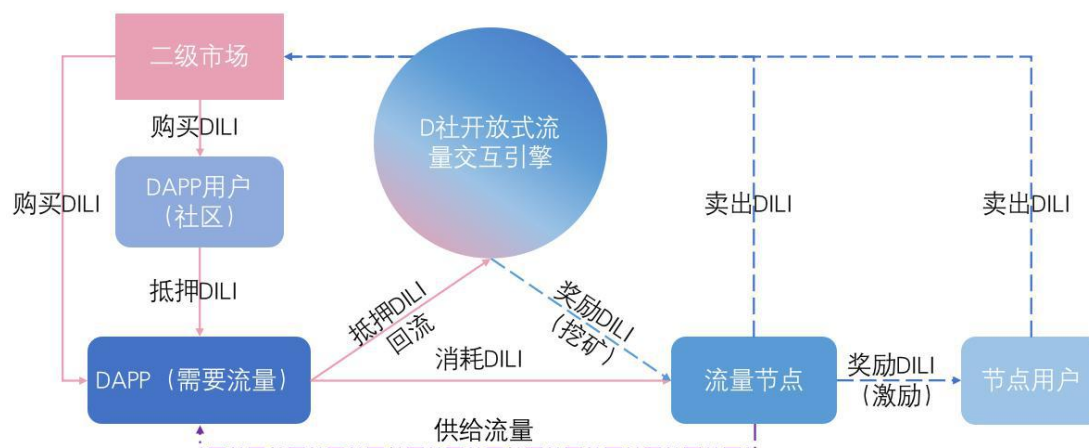 二级市场
购买DILI
D社开放式流
量交互引擎
DAPP用户
（社区）
购买DILI
卖出DILI
卖出DILI
抵押DILI
抵押DILI
回流
奖励DILI
（挖矿）
消耗DILI
DAPP（需要流量）
流量节点
奖励DILI
（激励）
节点用户
供给流量